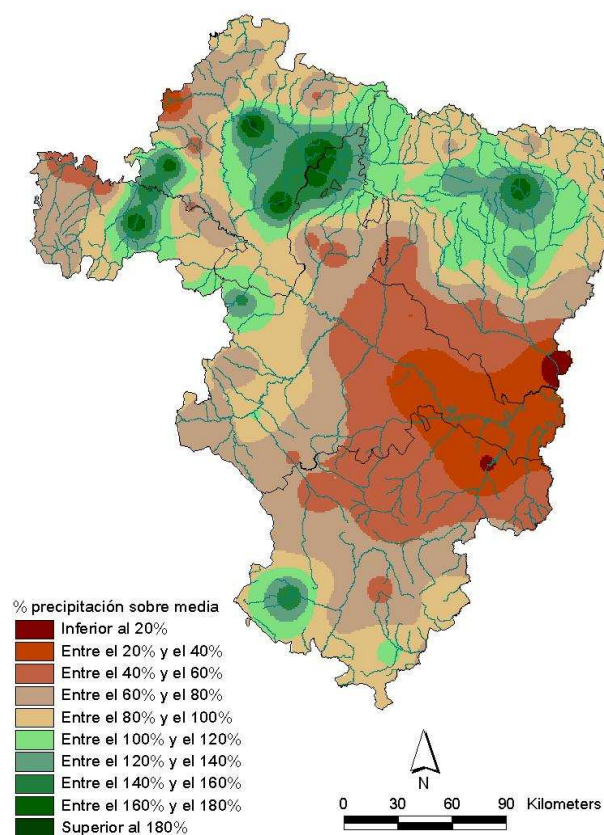 % precipitación sobre media
Inferior al 20%
Entre el 20% y el 40%
Entre el 40% y el 60%
Entre el 60% y el 80%
Entre el 80% y el 100%
Entre el 100% y el 120%
Entre el 120% y el 140%
Entre el 140% y el 160%
Entre el 160% y el 180%
Superior al 180%
N
0 30 60 90 Kilometers